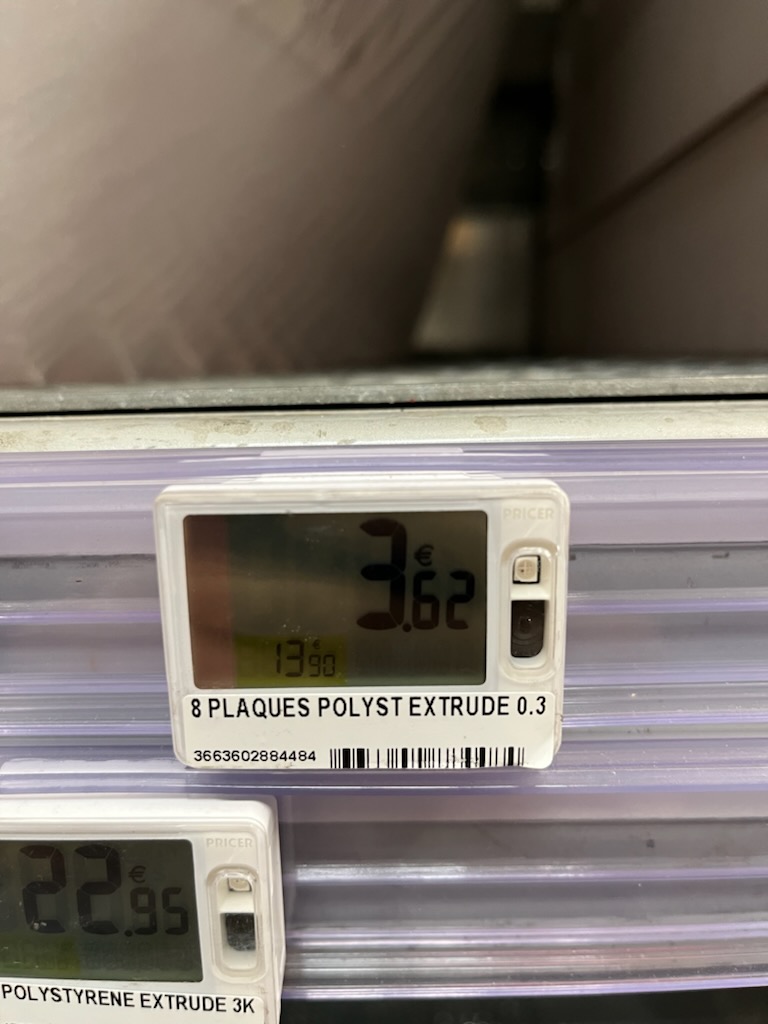 PRICER
3.€62
13€90
8 PLAQUES POLYST EXTRUDE 0.3
3663602884484
PRICER
22.€95
POLYSTYRENE EXTRUDE 3K